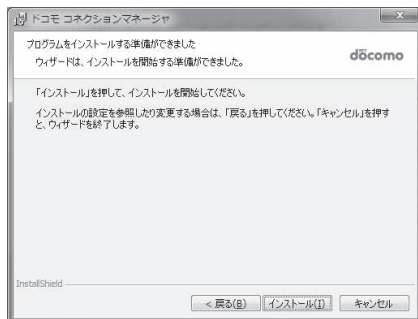 ドコモ コネクションマネージャ
プログラムをインストールする準備ができました
ウィザードは、インストールを開始する準備ができました。
döcomo
「インストール」を押して、インストールを開始してください。
インストールの設定を参照したり変更する場合は、「戻る」を押してください。「キャンセル」を押す
と、ウィザードを終了します。
InstallShield
< 戻る(B)
インストール(I)
キャンセル